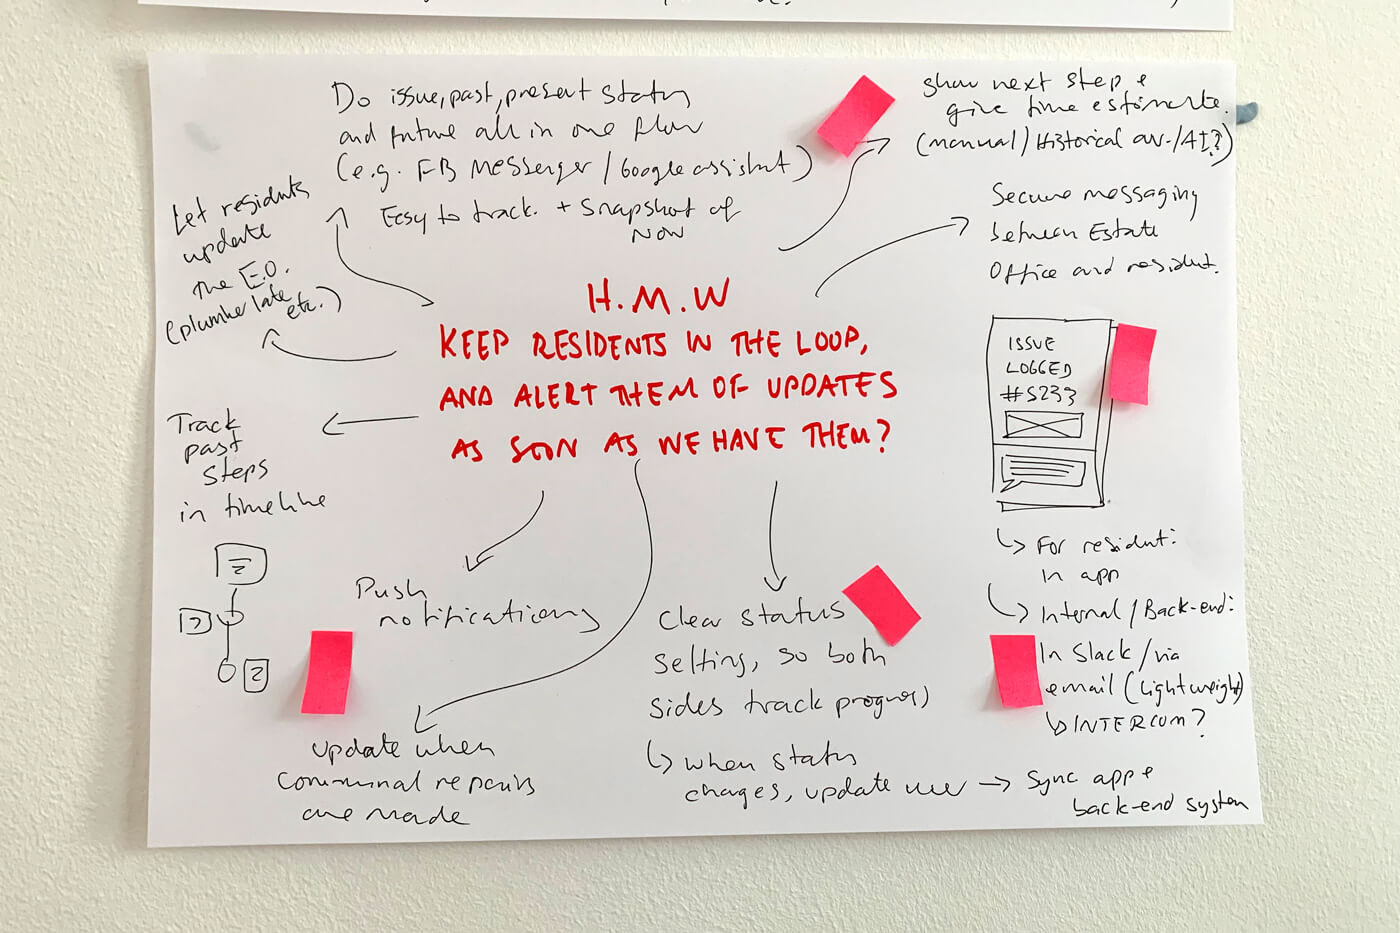 Do issue, past, present status
and future all in one flow
(e.g. FB Messenger / Google assistant)
Easy to track. + Snapshot of
Now
show next step +
give time estimate.
(manual / Historical av. / AI?)
Let residents
update
the E.O.
(plumber late,
etc.)
Secure messaging
between Estate
Office and resident.
H.M.W
KEEP RESIDENTS IN THE LOOP,
AND ALERT THEM OF UPDATES
AS SOON AS WE HAVE THEM?
ISSUE
LOGGED
#5233
Track
past
steps
in timeline
For resident:
in app
Internal / Back-end:
In Slack / via
email (Lightweight)
INTERCOM?
Push
notifications
Clear status
setting, so both
sides track progress
when status
changes, update user → Sync app +
back-end system
update when
communal repairs
are made